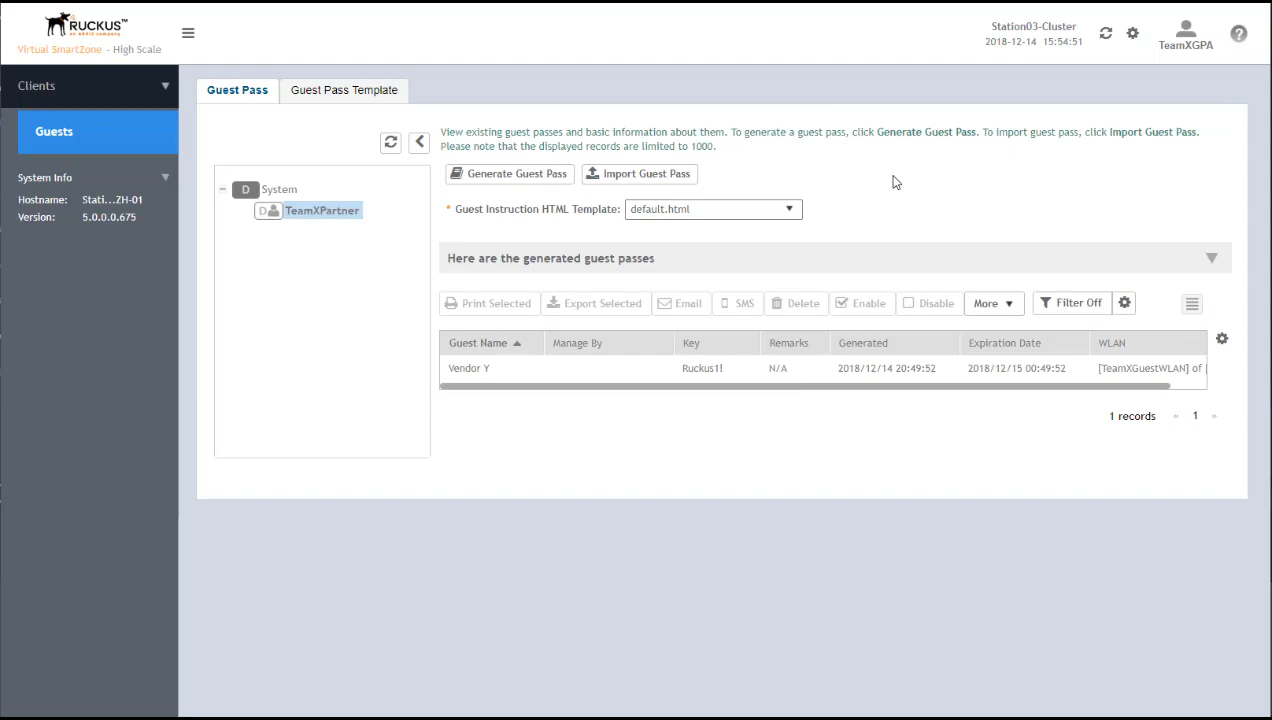 RUCKUS™
an ARRIS company
Virtual SmartZone - High Scale
Station03-Cluster
2018-12-14 15:54:51
TeamXGPA
?
Clients
Guests
System Info
Hostname: Stati...ZH-01
Version: 5.0.0.0.675
Guest Pass
Guest Pass Template
View existing guest passes and basic information about them. To generate a guest pass, click Generate Guest Pass. To import guest pass, click Import Guest Pass.
Please note that the displayed records are limited to 1000.
D System
D TeamXPartner
Generate Guest Pass
Import Guest Pass
* Guest Instruction HTML Template: default.html
Here are the generated guest passes
Print Selected Export Selected Email SMS Delete Enable Disable More Filter Off
Guest Name Manage By Key Remarks Generated Expiration Date WLAN
Vendor Y Ruckus1! N/A 2018/12/14 20:49:52 2018/12/15 00:49:52 [TeamXGuestWLAN] of [
1 records « 1 »